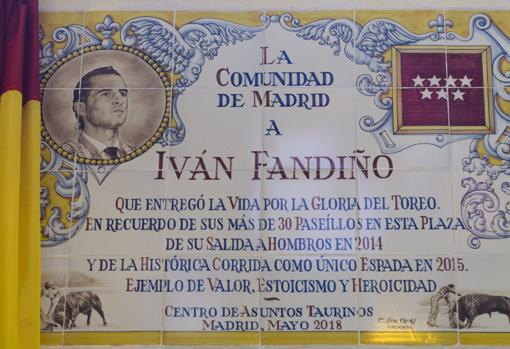 LA
COMUNIDAD
DE MADRID
A
IVÁN FANDIÑO
QUE ENTREGÓ LA VIDA POR LA GLORIA DEL TOREO.
EN RECUERDO DE SUS MÁS DE 30 PASEÍLLOS EN ESTA PLAZA
DE SU SALIDA A HOMBROS EN 2014
Y DE LA HISTÓRICA CORRIDA COMO ÚNICO ESPADA EN 2015.
EJEMPLO DE VALOR, ESTOICISMO Y HEROICIDAD
CENTRO DE ASUNTOS TAURINOS
MADRID, MAYO 2018